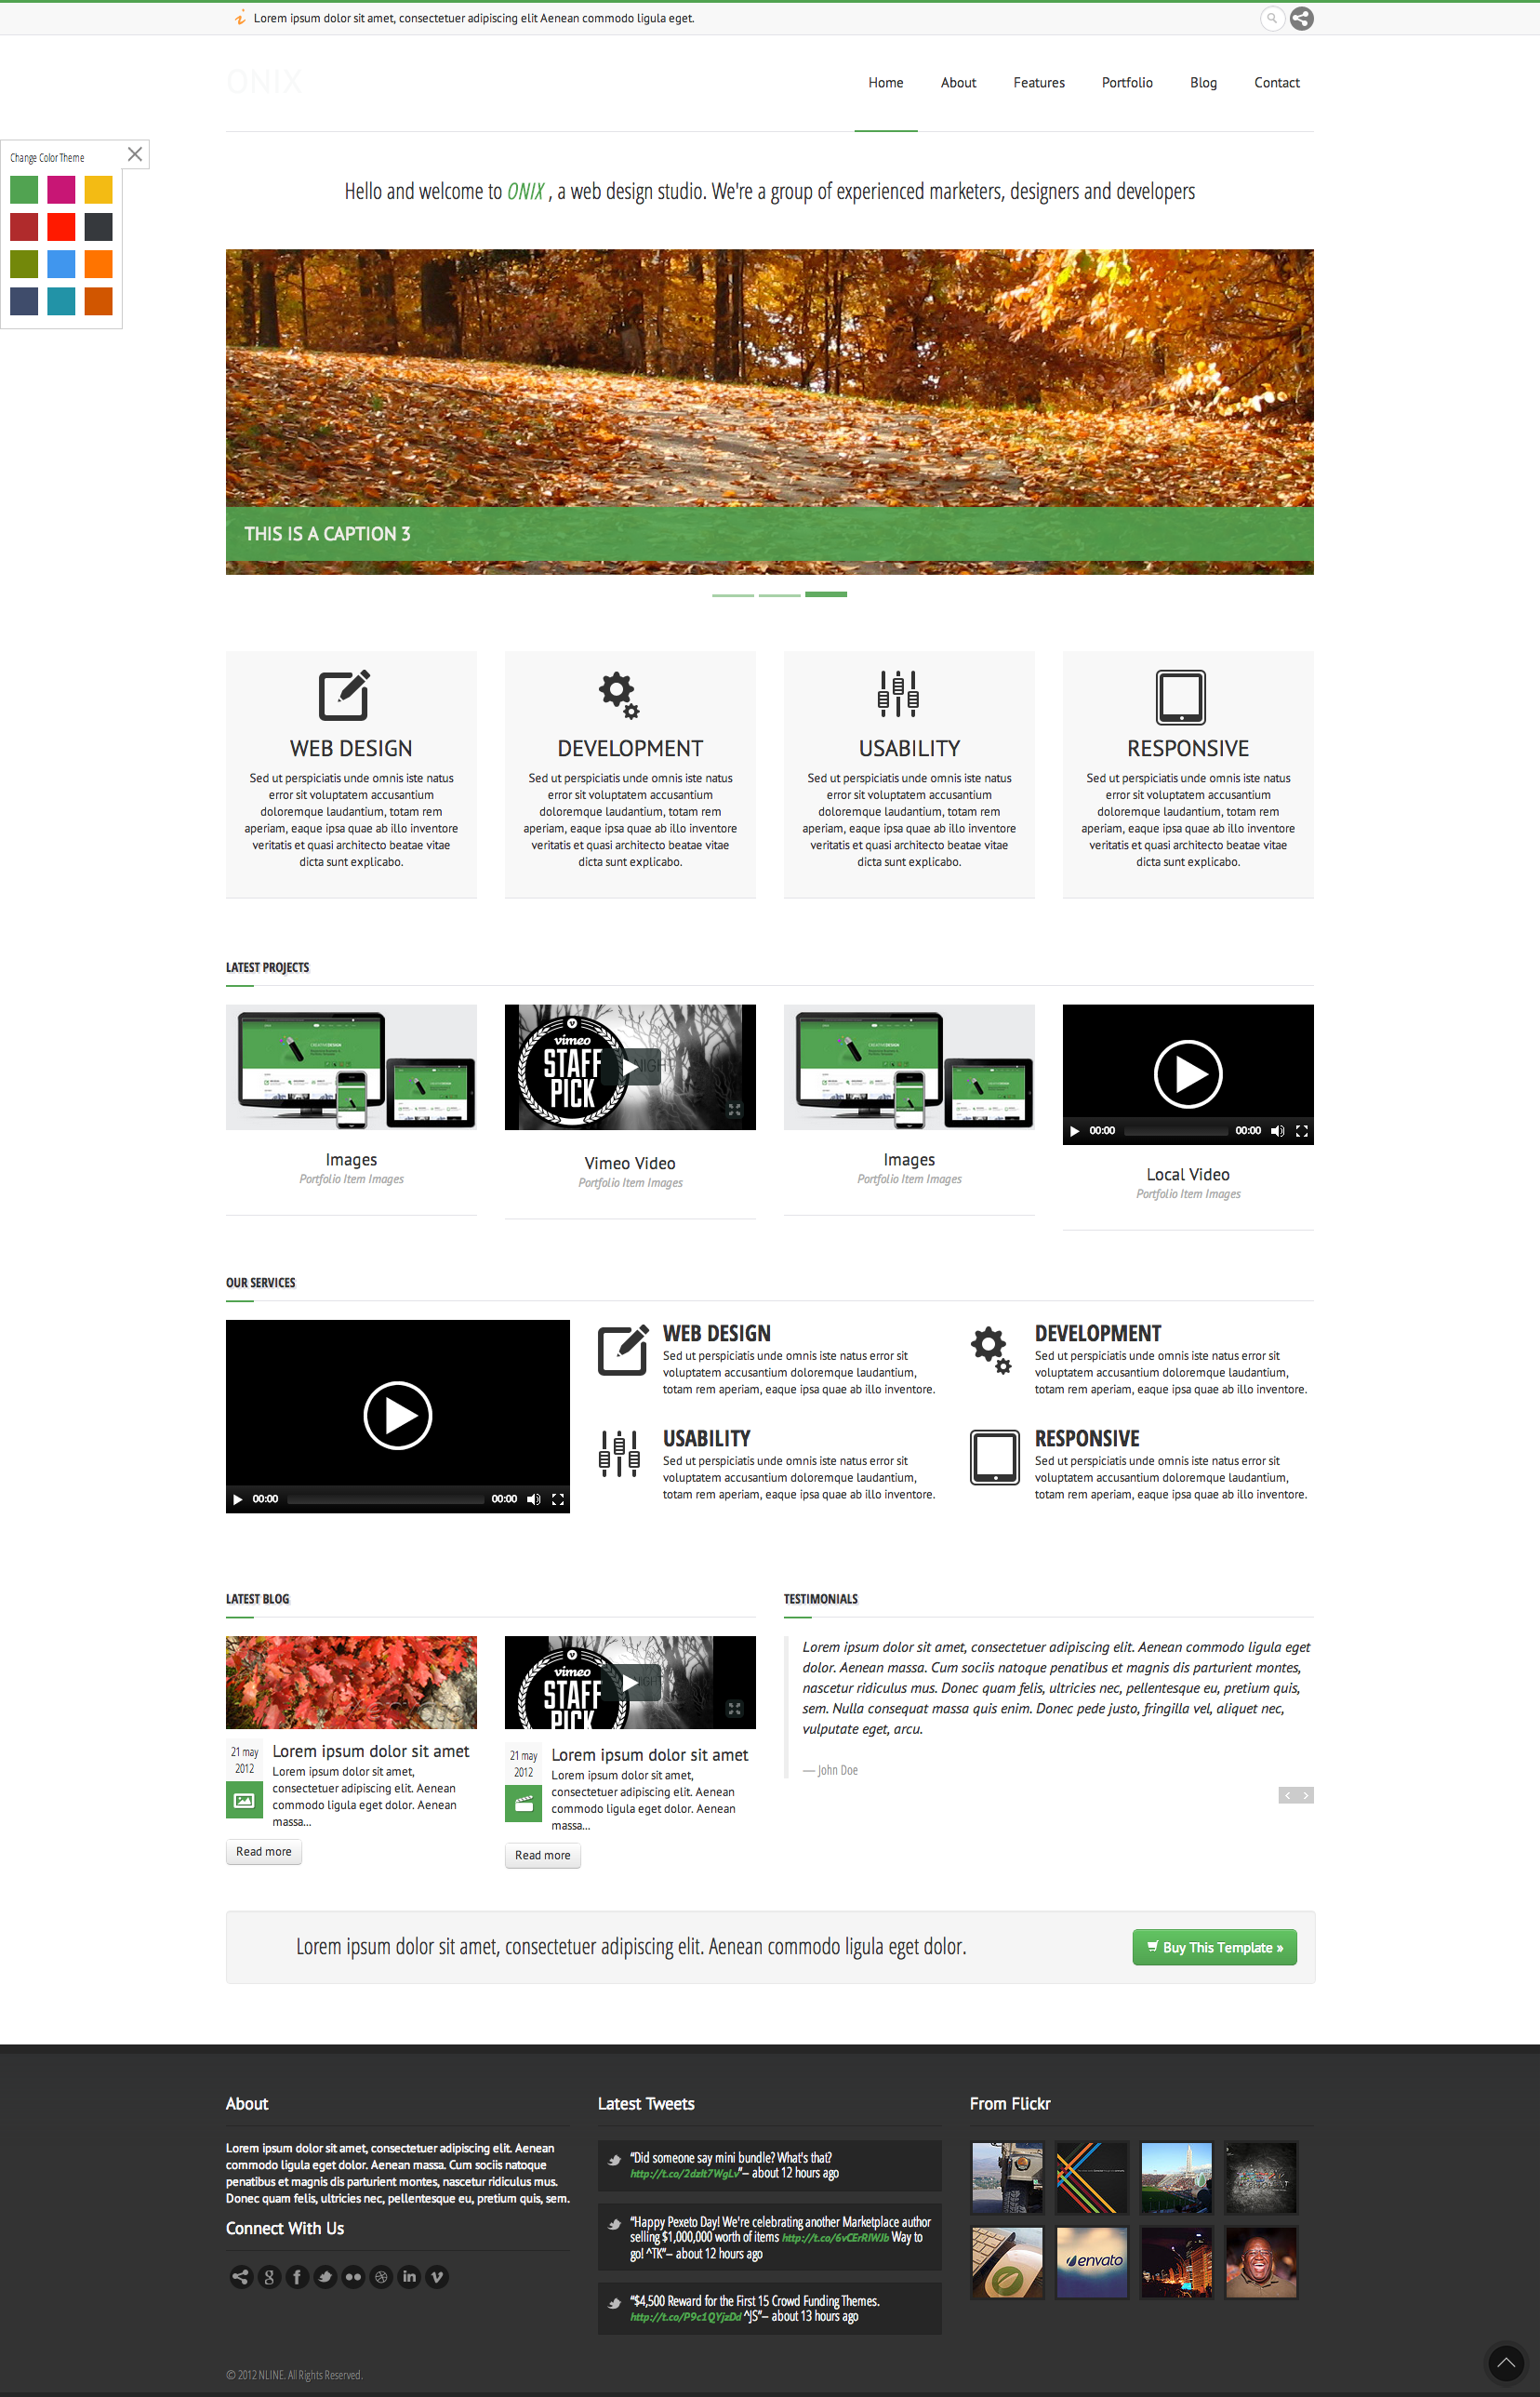 Lorem ipsum dolor sit amet, consectetuer adipiscing elit Aenean commodo ligula eget.
ONIX
Home About Features Portfolio Blog Contact
Change Color Theme
Hello and welcome to ONIX , a web design studio. We're a group of experienced marketers, designers and developers
THIS IS A CAPTION 3
WEB DESIGN
Sed ut perspiciatis unde omnis iste natus
error sit voluptatem accusantium
doloremque laudantium, totam rem
aperiam, eaque ipsa quae ab illo inventore
veritatis et quasi architecto beatae vitae
dicta sunt explicabo.
DEVELOPMENT
Sed ut perspiciatis unde omnis iste natus
error sit voluptatem accusantium
doloremque laudantium, totam rem
aperiam, eaque ipsa quae ab illo inventore
veritatis et quasi architecto beatae vitae
dicta sunt explicabo.
USABILITY
Sed ut perspiciatis unde omnis iste natus
error sit voluptatem accusantium
doloremque laudantium, totam rem
aperiam, eaque ipsa quae ab illo inventore
veritatis et quasi architecto beatae vitae
dicta sunt explicabo.
RESPONSIVE
Sed ut perspiciatis unde omnis iste natus
error sit voluptatem accusantium
doloremque laudantium, totam rem
aperiam, eaque ipsa quae ab illo inventore
veritatis et quasi architecto beatae vitae
dicta sunt explicabo.
LATEST PROJECTS
Images
Portfolio Item Images
vimeo
STAFF
PICK
Vimeo Video
Portfolio Item Images
Images
Portfolio Item Images
00:00 00:00
Local Video
Portfolio Item Images
OUR SERVICES
00:00 00:00
WEB DESIGN
Sed ut perspiciatis unde omnis iste natus error sit
voluptatem accusantium doloremque laudantium,
totam rem aperiam, eaque ipsa quae ab illo inventore.
DEVELOPMENT
Sed ut perspiciatis unde omnis iste natus error sit
voluptatem accusantium doloremque laudantium,
totam rem aperiam, eaque ipsa quae ab illo inventore.
USABILITY
Sed ut perspiciatis unde omnis iste natus error sit
voluptatem accusantium doloremque laudantium,
totam rem aperiam, eaque ipsa quae ab illo inventore.
RESPONSIVE
Sed ut perspiciatis unde omnis iste natus error sit
voluptatem accusantium doloremque laudantium,
totam rem aperiam, eaque ipsa quae ab illo inventore.
LATEST BLOG
21 may
2012
Lorem ipsum dolor sit amet
Lorem ipsum dolor sit amet,
consectetuer adipiscing elit. Aenean
commodo ligula eget dolor. Aenean
massa...
Read more
vimeo
STAFF
PICK
21 may
2012
Lorem ipsum dolor sit amet
Lorem ipsum dolor sit amet,
consectetuer adipiscing elit. Aenean
commodo ligula eget dolor. Aenean
massa...
Read more
TESTIMONIALS
Lorem ipsum dolor sit amet, consectetuer adipiscing elit. Aenean commodo ligula eget
dolor. Aenean massa. Cum sociis natoque penatibus et magnis dis parturient montes,
nascetur ridiculus mus. Donec quam felis, ultricies nec, pellentesque eu, pretium quis,
sem. Nulla consequat massa quis enim. Donec pede justo, fringilla vel, aliquet nec,
vulputate eget, arcu.
— John Doe
Lorem ipsum dolor sit amet, consectetuer adipiscing elit. Aenean commodo ligula eget dolor.
Buy This Template »
About
Lorem ipsum dolor sit amet, consectetuer adipiscing elit. Aenean
commodo ligula eget dolor. Aenean massa. Cum sociis natoque
penatibus et magnis dis parturient montes, nascetur ridiculus mus.
Donec quam felis, ultricies nec, pellentesque eu, pretium quis, sem.
Connect With Us
Latest Tweets
“Did someone say mini bundle? What's that?
http://t.co/2dzIt7WgLv”– about 12 hours ago
“Happy Pexeto Day! We're celebrating another Marketplace author
selling $1,000,000 worth of items http://t.co/6vCErRlWJb Way to
go! ^TK”– about 12 hours ago
“$4,500 Reward for the First 15 Crowd Funding Themes.
http://t.co/P9c1QYjzDd ^JS”– about 13 hours ago
From Flickr
envato
© 2012 NLINE. All Rights Reserved.